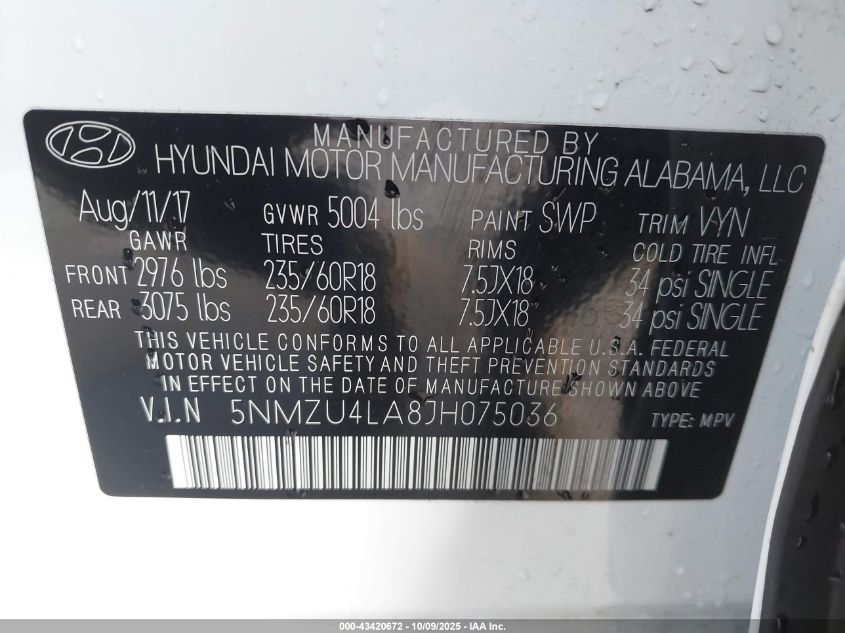 MANUFACTURED BY
HYUNDAI MOTOR MANUFACTURING ALABAMA, LLC
Aug/11/17 GVWR 5004 lbs PAINT SWP TRIM VYN
GAWR TIRES RIMS COLD TIRE INFL
FRONT 2976 lbs 235/60R18 7.5JX18 34 psi SINGLE
REAR 3075 lbs 235/60R18 7.5JX18 34 psi SINGLE
THIS VEHICLE CONFORMS TO ALL APPLICABLE U.S.A. FEDERAL
MOTOR VEHICLE SAFETY AND THEFT PREVENTION STANDARDS
IN EFFECT ON THE DATE OF MANUFACTURE SHOWN ABOVE
V.I.N 5NMZU4LA8JH075036 TYPE: MPV
000-43420672 - 10/09/2025 - IAA Inc.